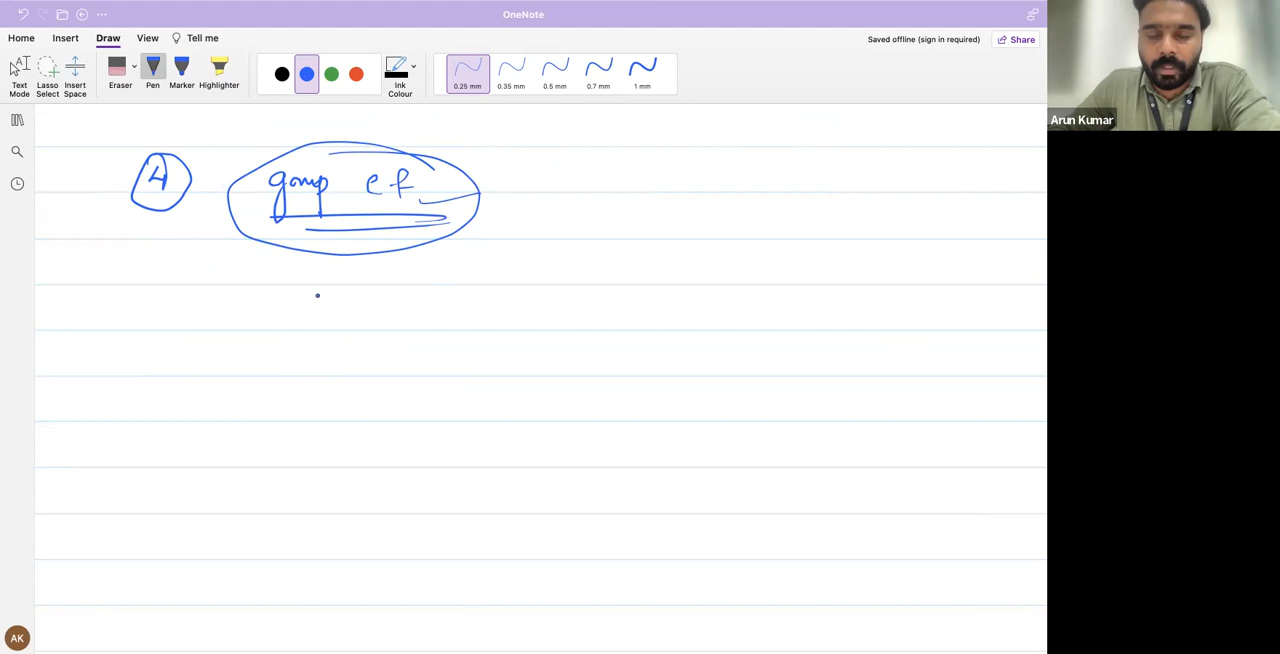 OneNote
Home Insert Draw View Tell me
Saved offline (sign in required) Share
Text Mode
Lasso Select
Insert Space
Eraser
Pen
Marker
Highlighter
Ink Colour
0.25 mm 0.35 mm 0.5 mm 0.7 mm 1 mm
Arun Kumar
4 group cf
AK